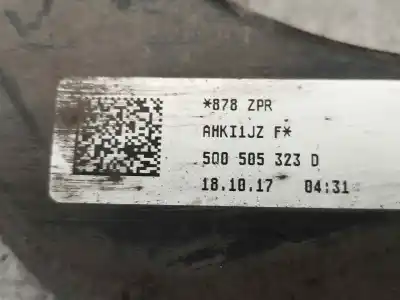 *878 ZPR
AHKI1JZ F*
5Q0 505 323 D
18.10.17 04:31